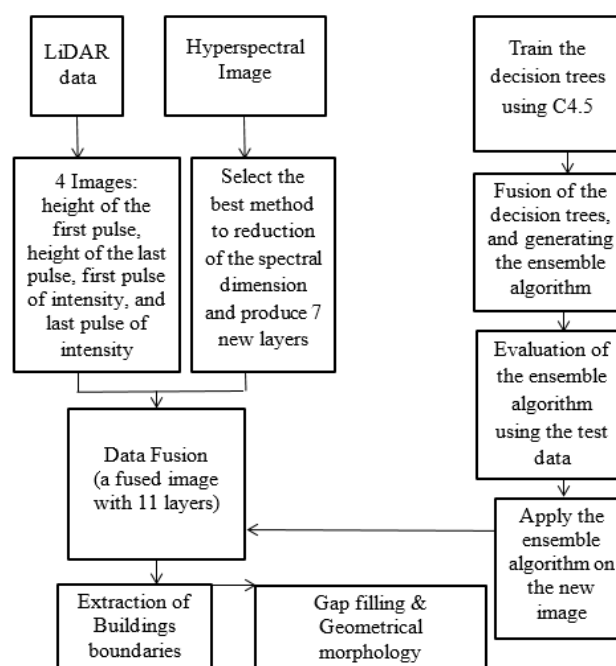 LiDAR
data
Hyperspectral
Image
4 Images:
height of the
first pulse,
height of the last
pulse, first pulse
of intensity, and
last pulse of
intensity
Select the
best method
to reduction of
the spectral
dimension
and produce 7
new layers
Data Fusion
(a fused image
with 11 layers)
Extraction of
Buildings
boundaries
Gap filling &
Geometrical
morphology
Train the
decision trees
using C4.5
Fusion of the
decision trees,
and generating
the ensemble
algorithm
Evaluation of
the ensemble
algorithm
using the test
data
Apply the
ensemble
algorithm on
the new
image